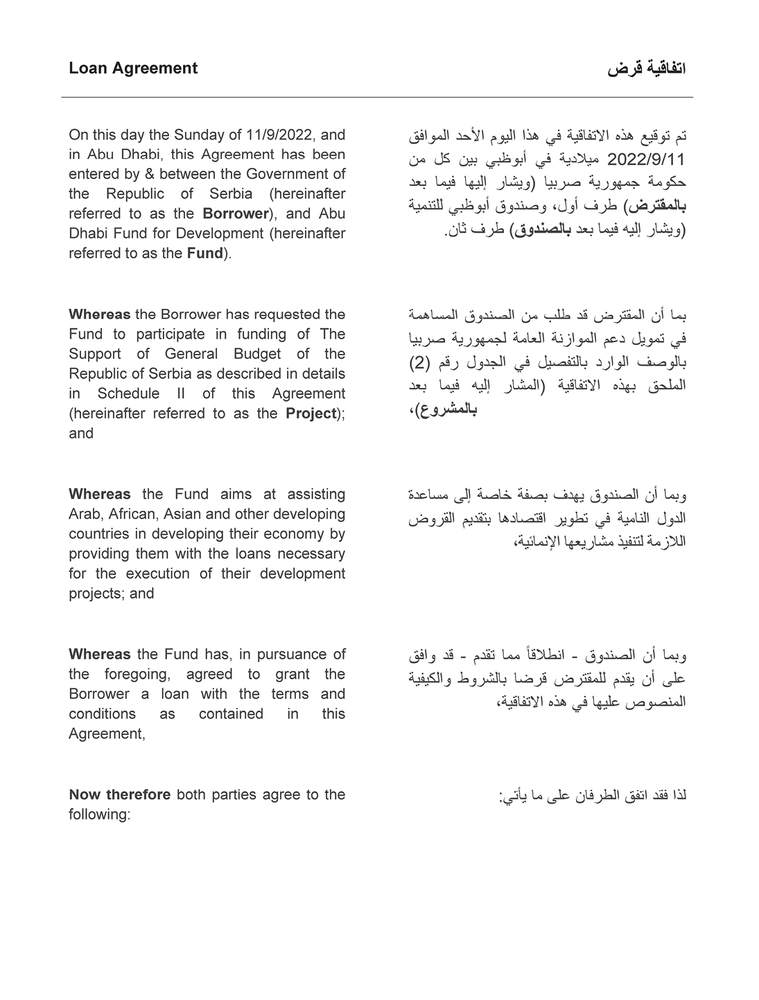 Loan Agreement
اتفاقية قرض
On this day the Sunday of 11/9/2022, and
in Abu Dhabi, this Agreement has been
entered by & between the Government of
the Republic of Serbia (hereinafter
referred to as the Borrower), and Abu
Dhabi Fund for Development (hereinafter
referred to as the Fund).
تم توقيع هذه الاتفاقية في هذا اليوم الأحد الموافق
2022/9/11 ميلادية في أبوظبي بين كل من
حكومة جمهورية صربيا (ويشار إليها فيما بعد
بالمقترض) طرف أول، وصندوق أبوظبي للتنمية
(ويشار إليه فيما بعد بالصندوق) طرف ثان.
Whereas the Borrower has requested the
Fund to participate in funding of The
Support of General Budget of the
Republic of Serbia as described in details
in Schedule II of this Agreement
(hereinafter referred to as the Project);
and
بما أن المقترض قد طلب من الصندوق المساهمة
في تمويل دعم الموازنة العامة لجمهورية صربيا
بالوصف الوارد بالتفصيل في الجدول رقم (2)
الملحق بهذه الاتفاقية (المشار إليه فيما بعد
بالمشروع)،
Whereas the Fund aims at assisting
Arab, African, Asian and other developing
countries in developing their economy by
providing them with the loans necessary
for the execution of their development
projects; and
وبما أن الصندوق يهدف بصفة خاصة إلى مساعدة
الدول النامية في تطوير اقتصادها بتقديم القروض
اللازمة لتنفيذ مشاريعها الإنمائية،
Whereas the Fund has, in pursuance of
the foregoing, agreed to grant the
Borrower a loan with the terms and
conditions as contained in this
Agreement,
وبما أن الصندوق - انطلاقاً مما تقدم - قد وافق
على أن يقدم للمقترض قرضا بالشروط والكيفية
المنصوص عليها في هذه الاتفاقية،
Now therefore both parties agree to the
following:
لذا فقد اتفق الطرفان على ما يأتي: